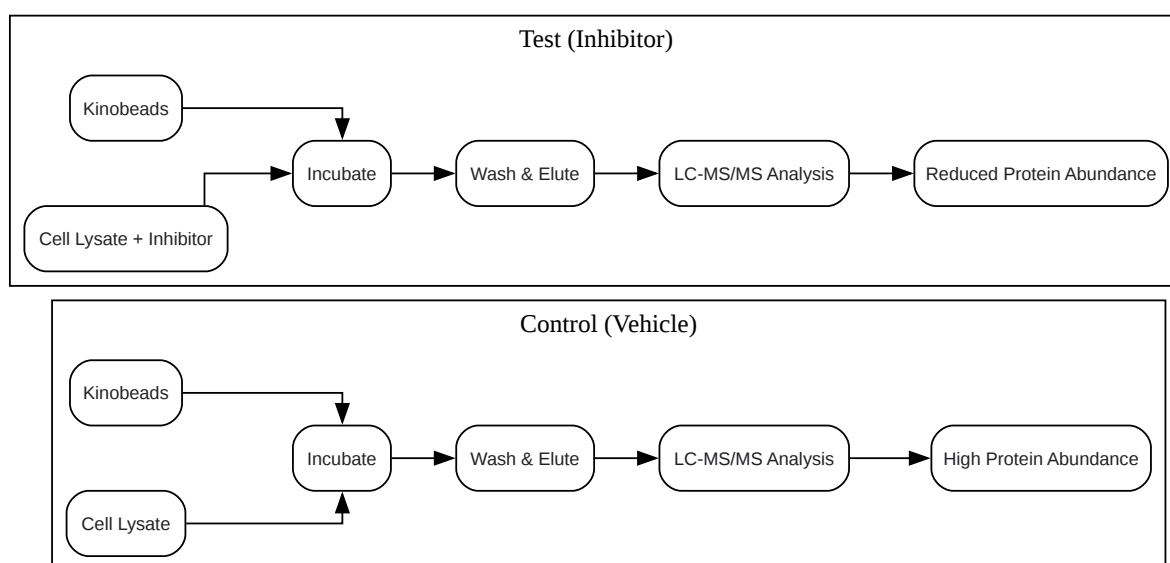 Test (Inhibitor)
Kinobeads
Incubate
Wash & Elute
LC-MS/MS Analysis
Reduced Protein Abundance
Cell Lysate + Inhibitor
Control (Vehicle)
Kinobeads
Incubate
Wash & Elute
LC-MS/MS Analysis
High Protein Abundance
Cell Lysate